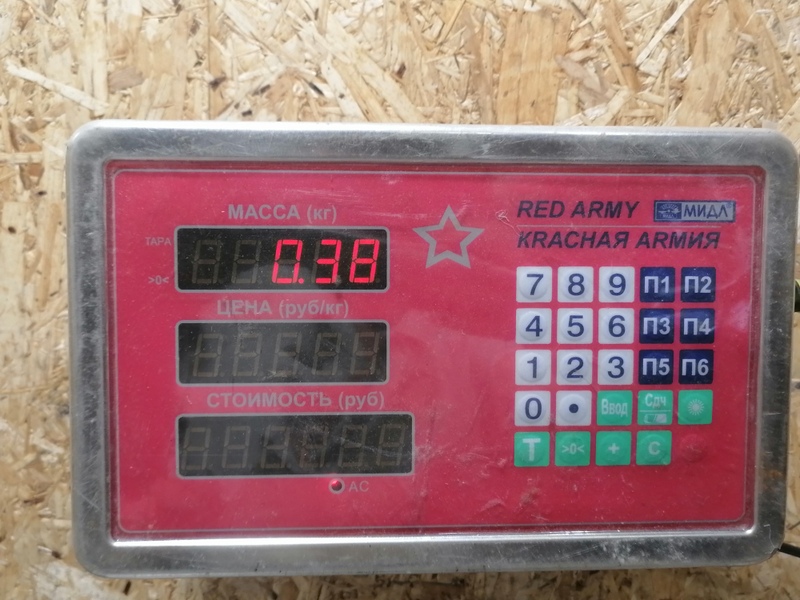 МАССА (кг)
ТАРА
>0<
0.38
ЦЕНА (руб/кг)
СТОИМОСТЬ (руб)
AC
RED ARMY МИДЛ
КRАСНАЯ АRМИЯ
7 8 9 П1 П2
4 5 6 П3 П4
1 2 3 П5 П6
0 • Ввод Сдч
T >0< + C